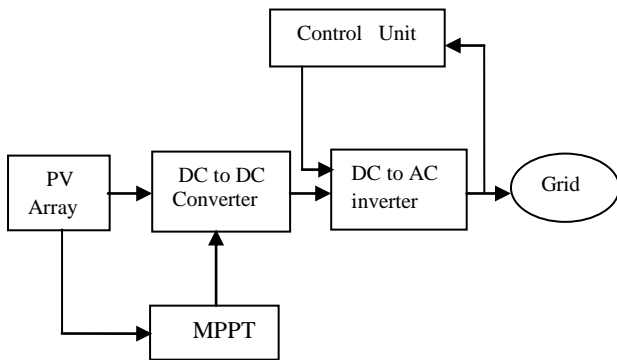 Control Unit
PV
Array
DC to DC
Converter
DC to AC
inverter
Grid
MPPT